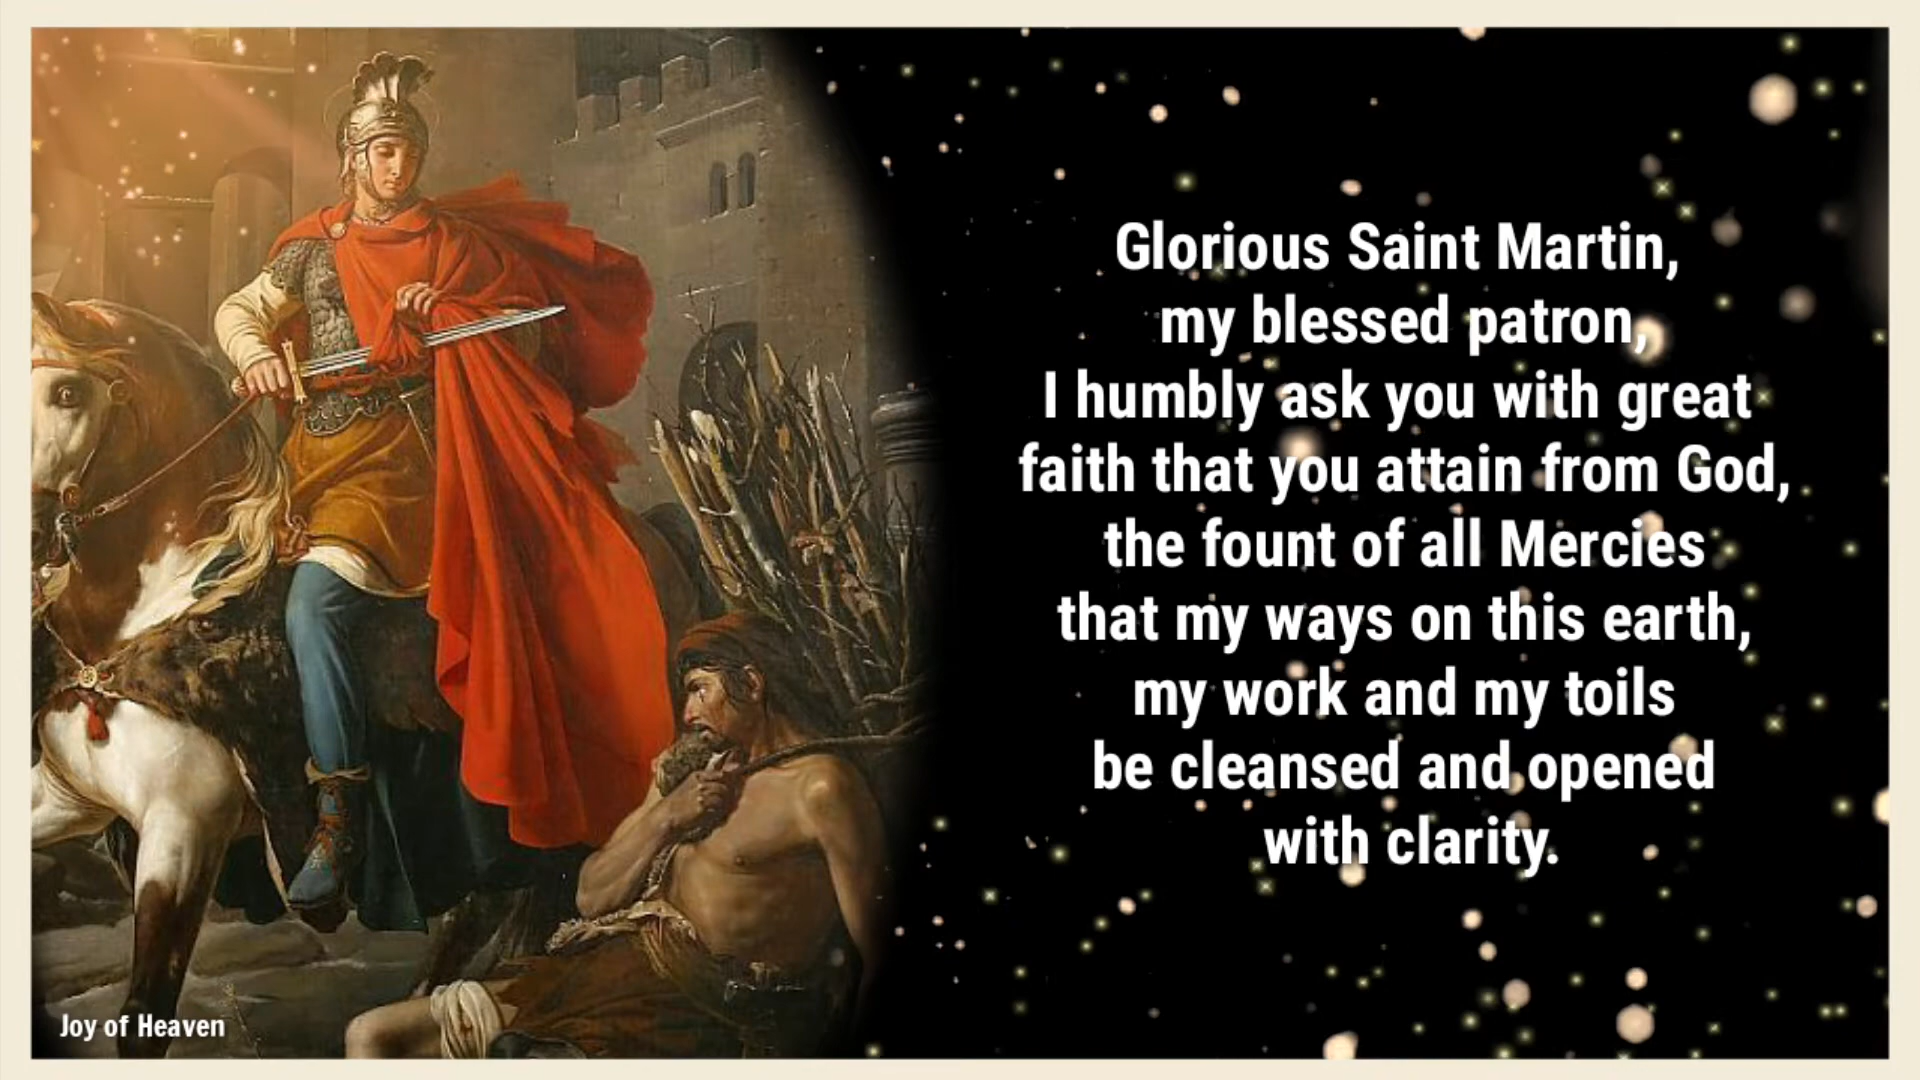 Glorious Saint Martin,
my blessed patron,
I humbly ask you with great
faith that you attain from God,
the fount of all Mercies
that my ways on this earth,
my work and my toils
be cleansed and opened
with clarity.
Joy of Heaven